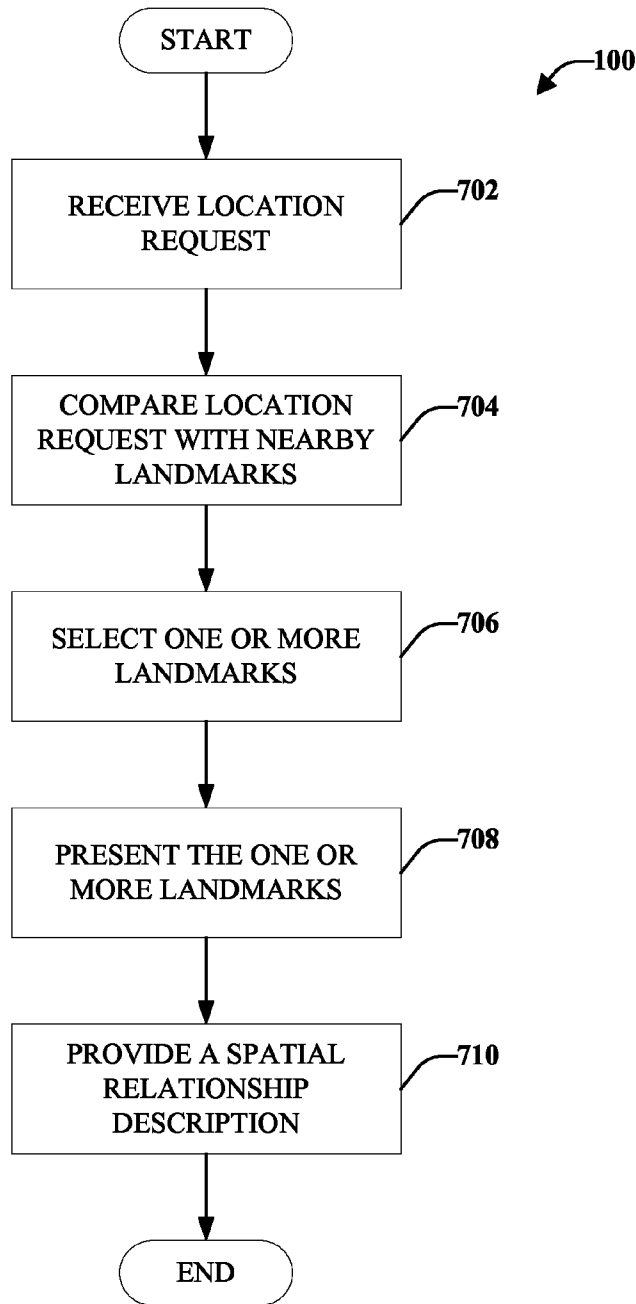 START
100
RECEIVE LOCATION
REQUEST
702
COMPARE LOCATION
REQUEST WITH NEARBY
LANDMARKS
704
SELECT ONE OR MORE
LANDMARKS
706
PRESENT THE ONE OR
MORE LANDMARKS
708
PROVIDE A SPATIAL
RELATIONSHIP
DESCRIPTION
710
END